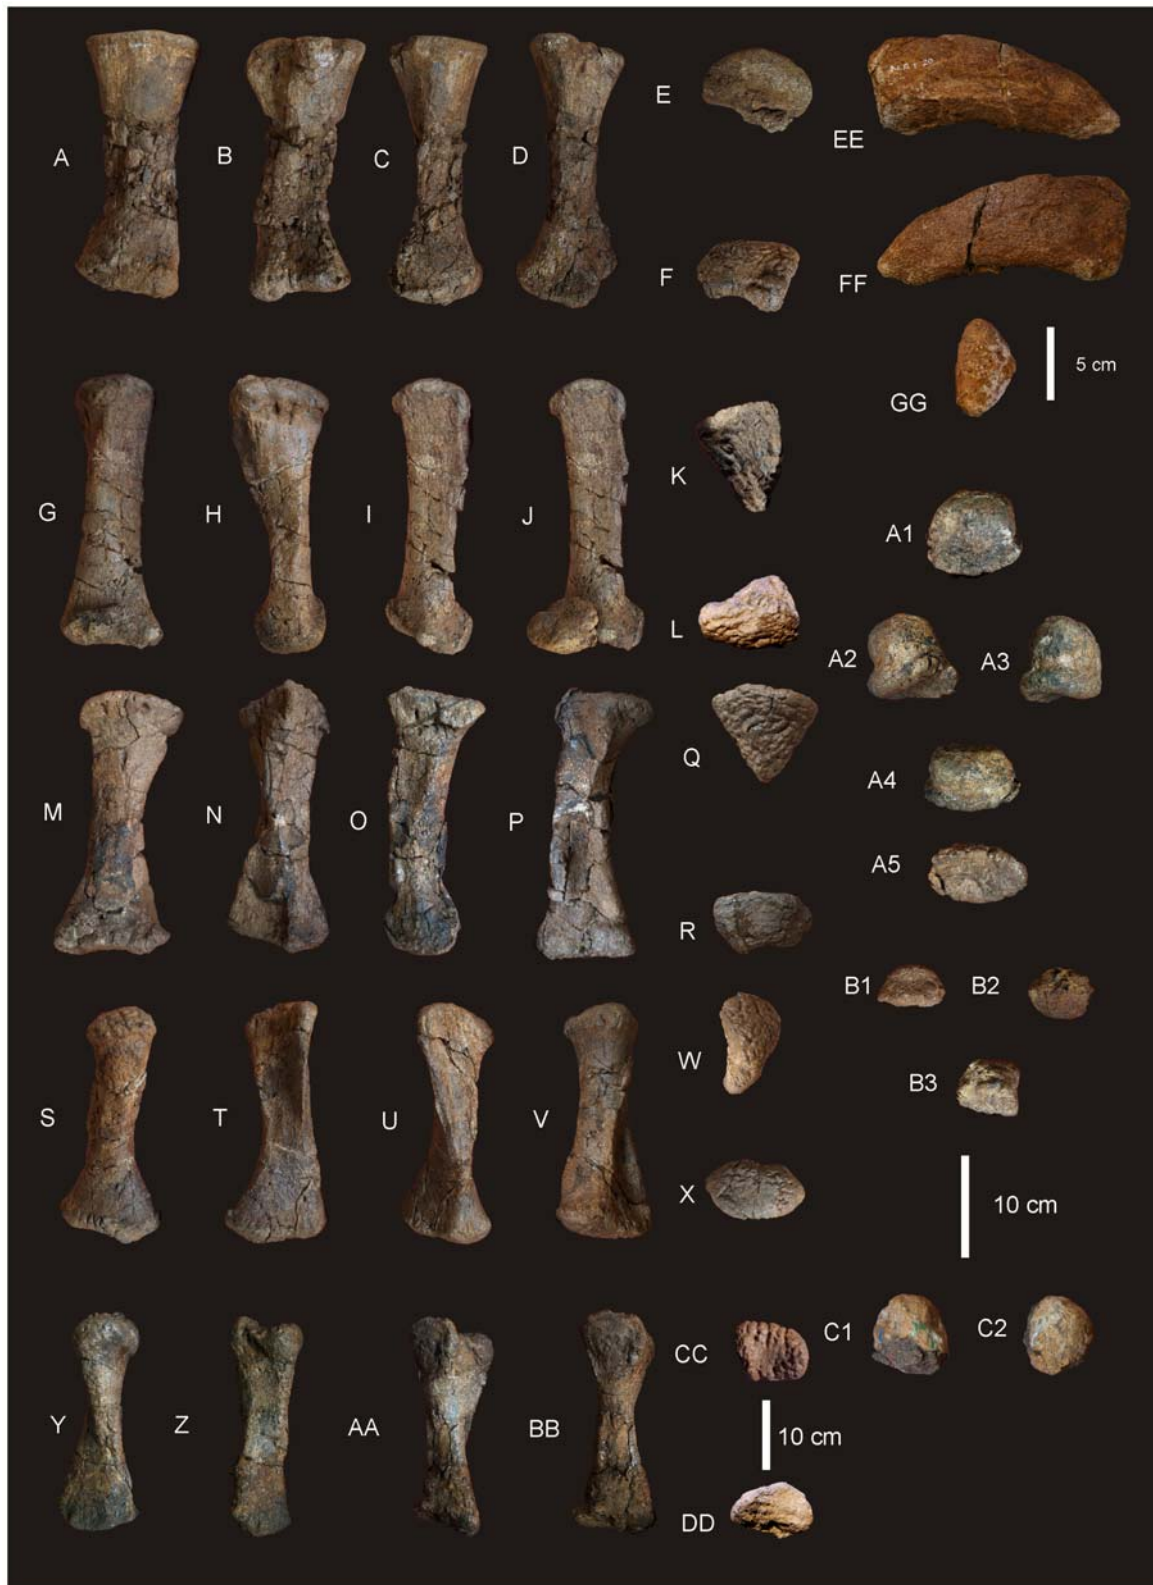 A B C D E EE
F FF
5 cm
GG
G H I J K
A1
L
A2 A3
M N O P Q
A4
A5
R
B1 B2
W
B3
S T U V
X
10 cm
CC C1 C2
Y Z AA BB
10 cm
DD